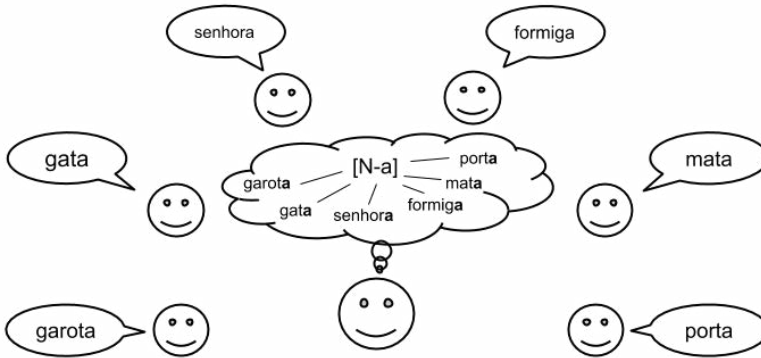 senhora
formiga
gata
[N-a]
porta
garota
mata
gata
senhora
formiga
mata
garota
porta